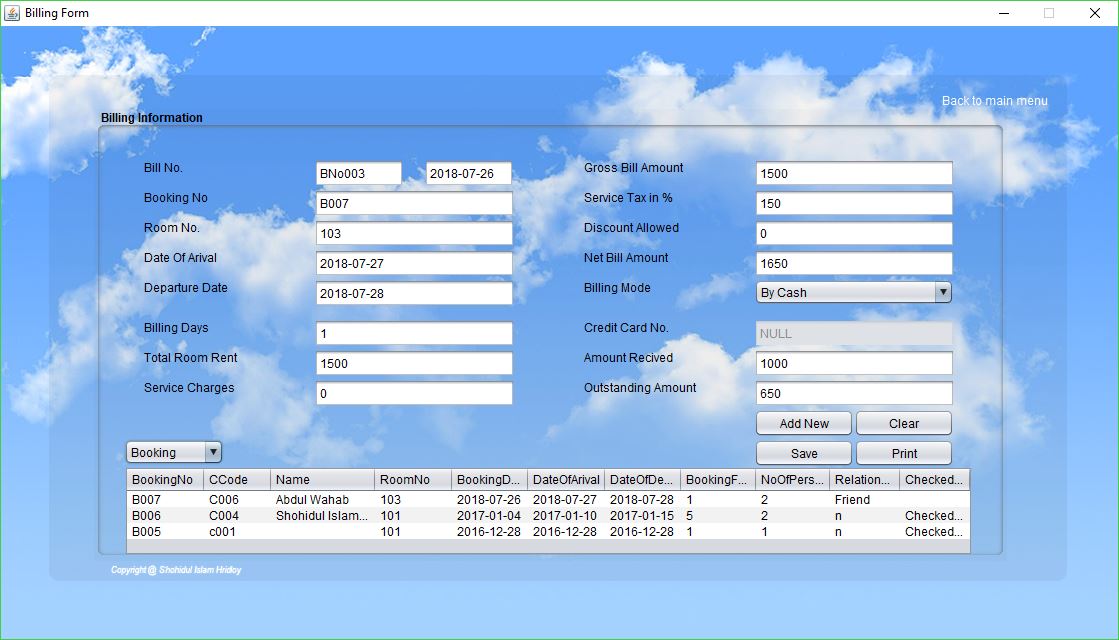 Billing Form
Back to main menu
Billing Information
Bill No. BNo003 2018-07-26 Gross Bill Amount 1500
Booking No B007 Service Tax in % 150
Room No. 103 Discount Allowed 0
Date Of Arival 2018-07-27 Net Bill Amount 1650
Departure Date 2018-07-28 Billing Mode By Cash
Billing Days 1 Credit Card No. NULL
Total Room Rent 1500 Amount Recived 1000
Service Charges 0 Outstanding Amount 650
Add New Clear
Booking Save Print
BookingNo CCode Name RoomNo BookingD... DateOfArival DateOfDe... BookingF... NoOfPers... Relation... Checked...
B007 C006 Abdul Wahab 103 2018-07-26 2018-07-27 2018-07-28 1 2 Friend
B006 C004 Shohidul Islam... 101 2017-01-04 2017-01-10 2017-01-15 5 2 n Checked...
B005 c001 101 2016-12-28 2016-12-28 2016-12-28 1 1 n Checked...
Copyright@ Shohidul Islam Hridoy